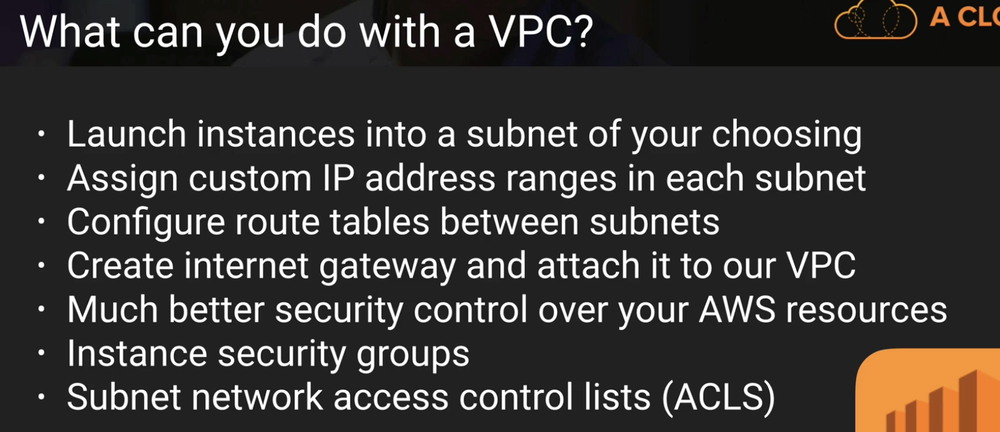 What can you do with a VPC?
A CLO
• Launch instances into a subnet of your choosing
• Assign custom IP address ranges in each subnet
• Configure route tables between subnets
• Create internet gateway and attach it to our VPC
• Much better security control over your AWS resources
• Instance security groups
• Subnet network access control lists (ACLS)